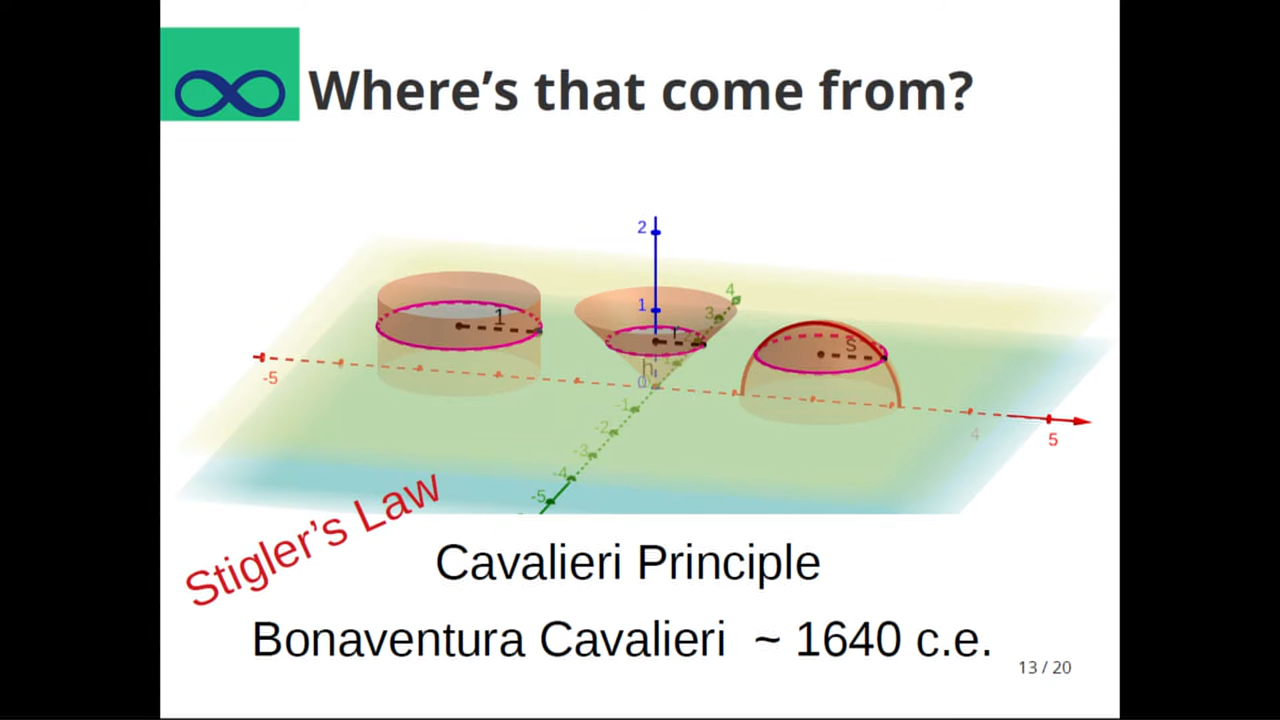 ∞ Where's that come from?
2
1
0
1
r
h
s
4
3
-1
-2
-3
-4
-5
-5
4
5
Stigler's Law
Cavalieri Principle
Bonaventura Cavalieri ~ 1640 c.e.
13 / 20